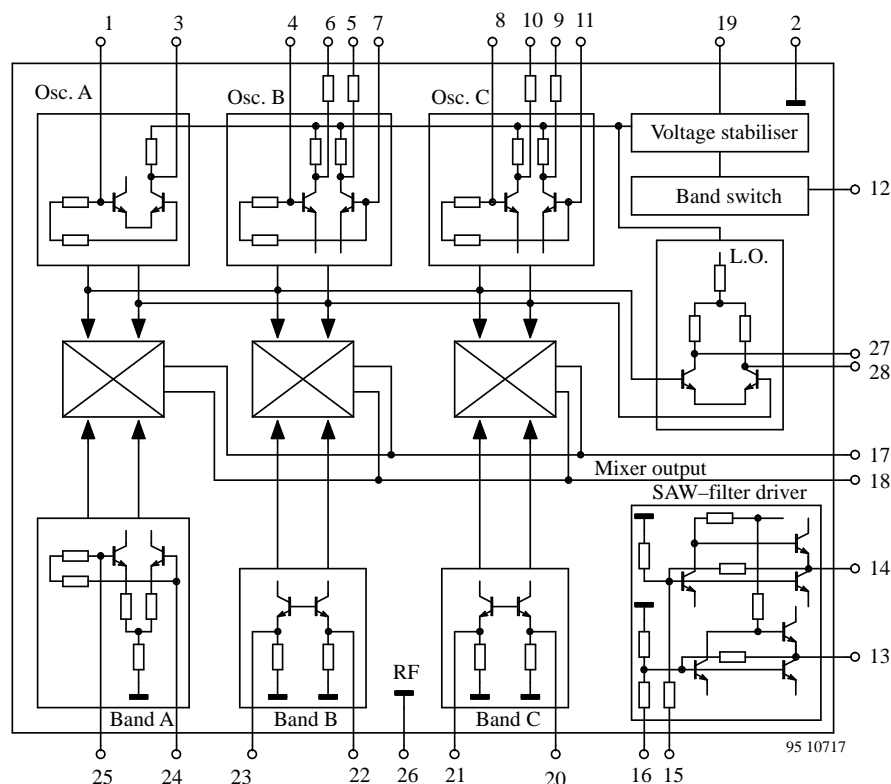 1 3 4 6 5 7 8 10 9 11 19 2
Osc. A Osc. B Osc. C
Voltage stabiliser
Band switch 12
L.O.
27
28
17
Mixer output 18
SAW–filter driver
14
13
RF
Band A Band B Band C
95 10717
25 24 23 22 26 21 20 16 15